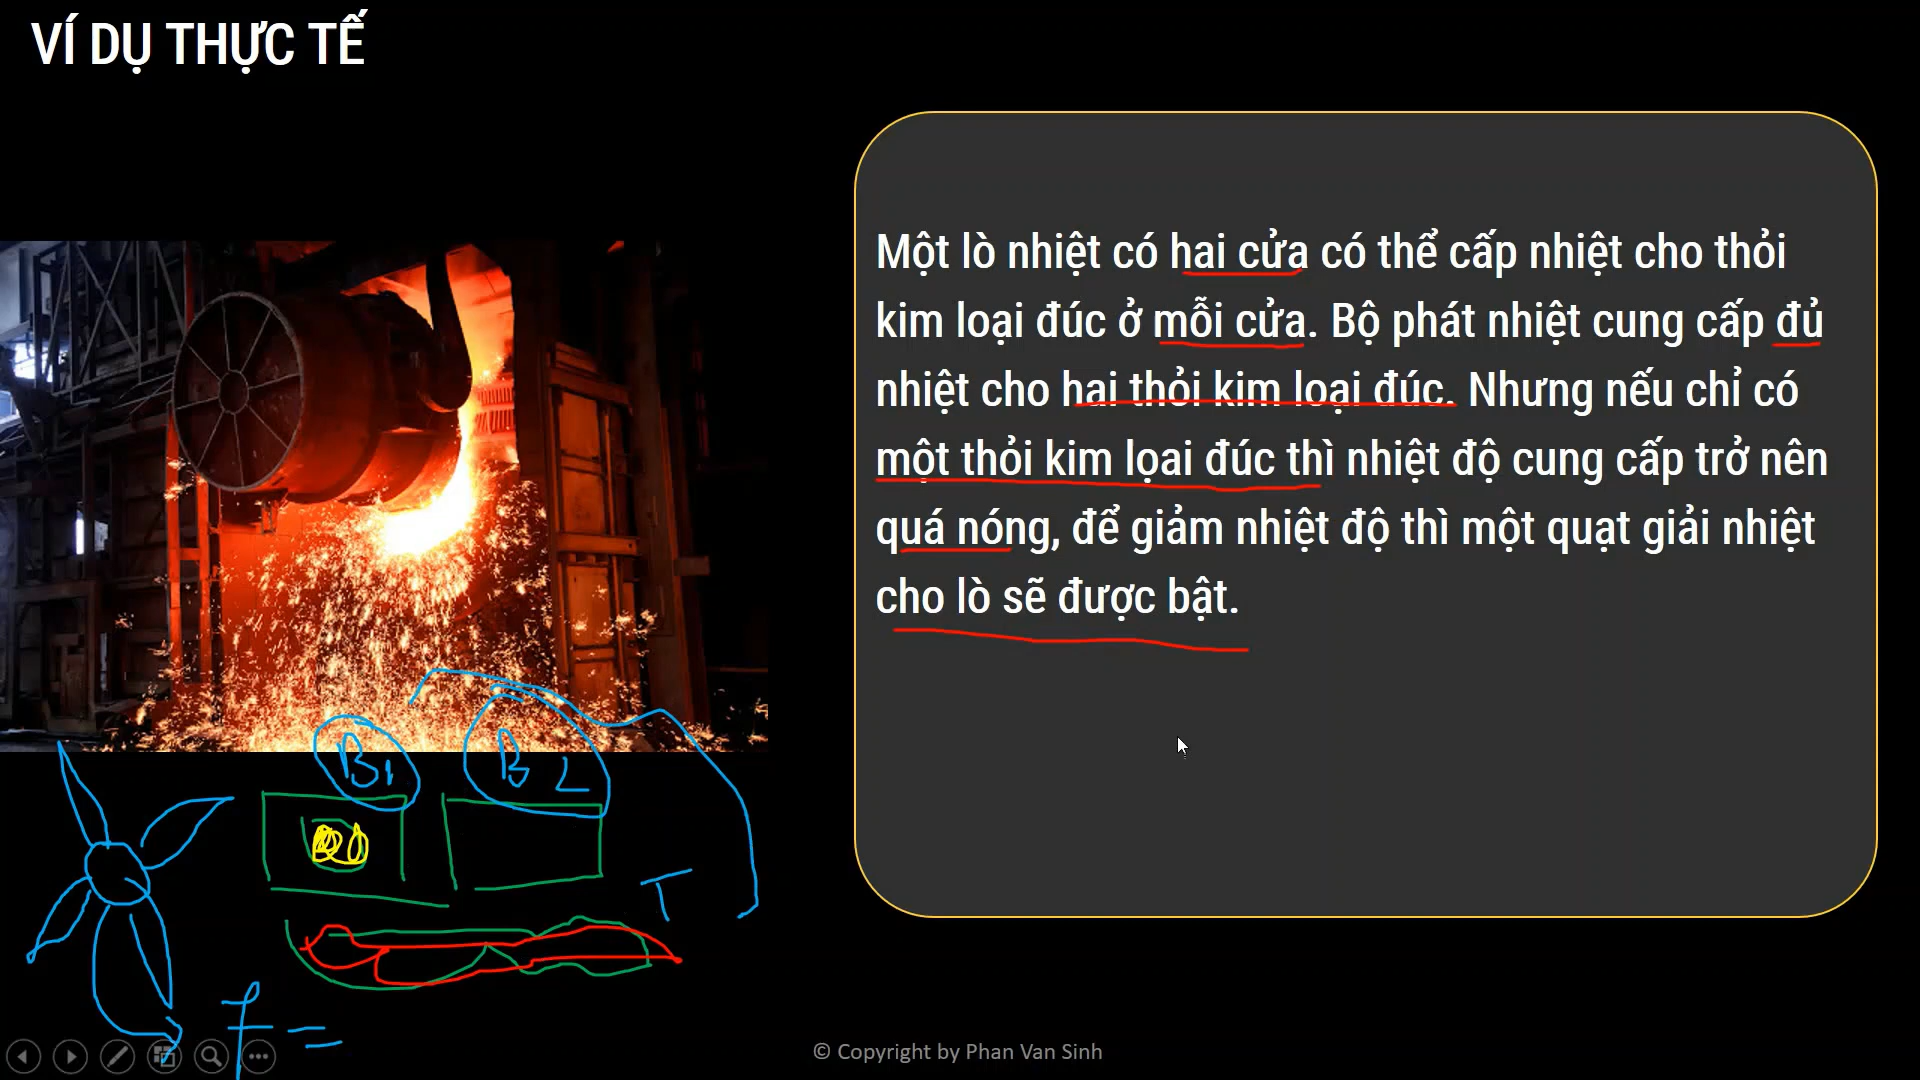 VÍ DỤ THỰC TẾ
Một lò nhiệt có hai cửa có thể cấp nhiệt cho thỏi
kim loại đúc ở mỗi cửa. Bộ phát nhiệt cung cấp đủ
nhiệt cho hai thỏi kim loại đúc. Nhưng nếu chỉ có
một thỏi kim lọai đúc thì nhiệt độ cung cấp trở nên
quá nóng, để giảm nhiệt độ thì một quạt giải nhiệt
cho lò sẽ được bật.
B1 B2
T
f =
© Copyright by Phan Van Sinh